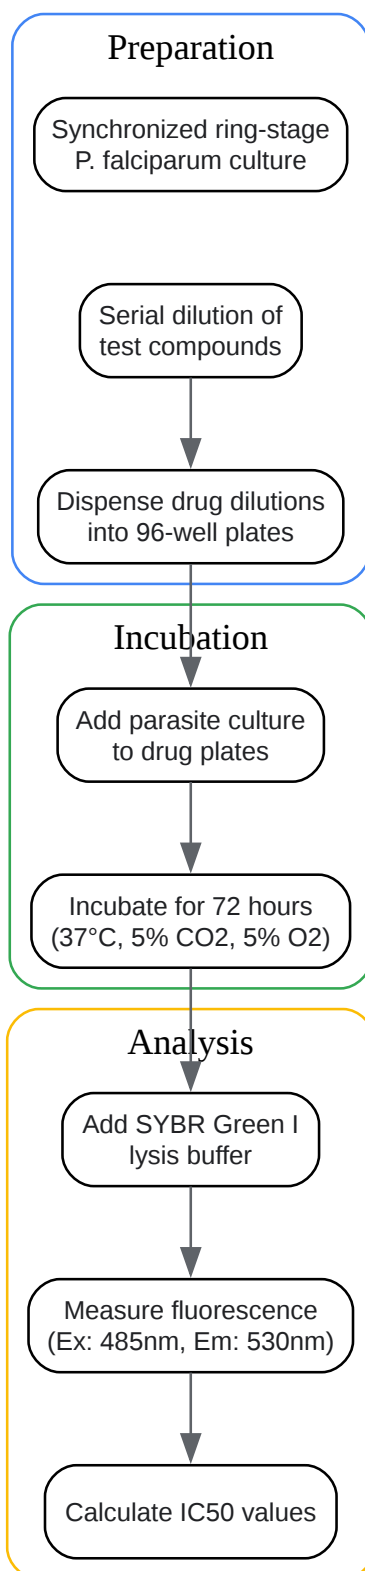 Preparation
Synchronized ring-stage
P. falciparum culture
Serial dilution of
test compounds
Dispense drug dilutions
into 96-well plates
Incubation
Add parasite culture
to drug plates
Incubate for 72 hours
(37°C, 5% CO2, 5% O2)
Analysis
Add SYBR Green I
lysis buffer
Measure fluorescence
(Ex: 485nm, Em: 530nm)
Calculate IC50 values